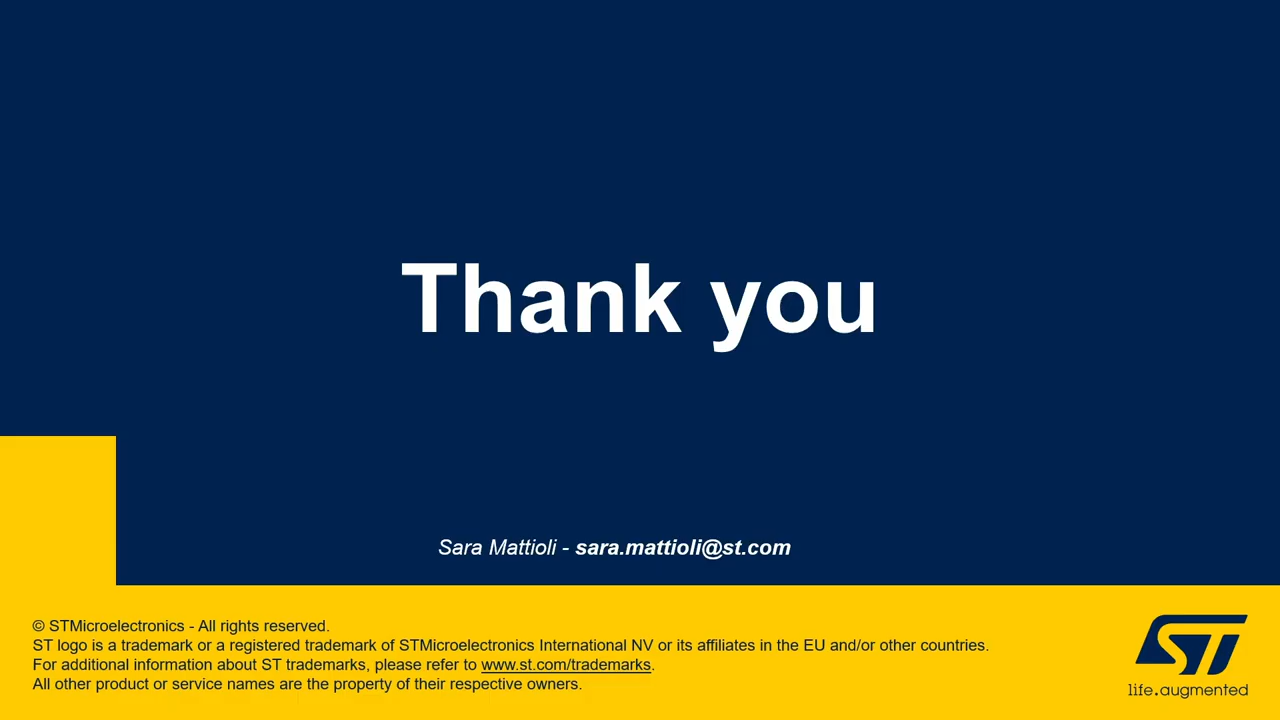 Thank you
Sara Mattioli - sara.mattioli@st.com
© STMicroelectronics - All rights reserved.
ST logo is a trademark or a registered trademark of STMicroelectronics International NV or its affiliates in the EU and/or other countries.
For additional information about ST trademarks, please refer to www.st.com/trademarks.
All other product or service names are the property of their respective owners.
ST
life.augmented